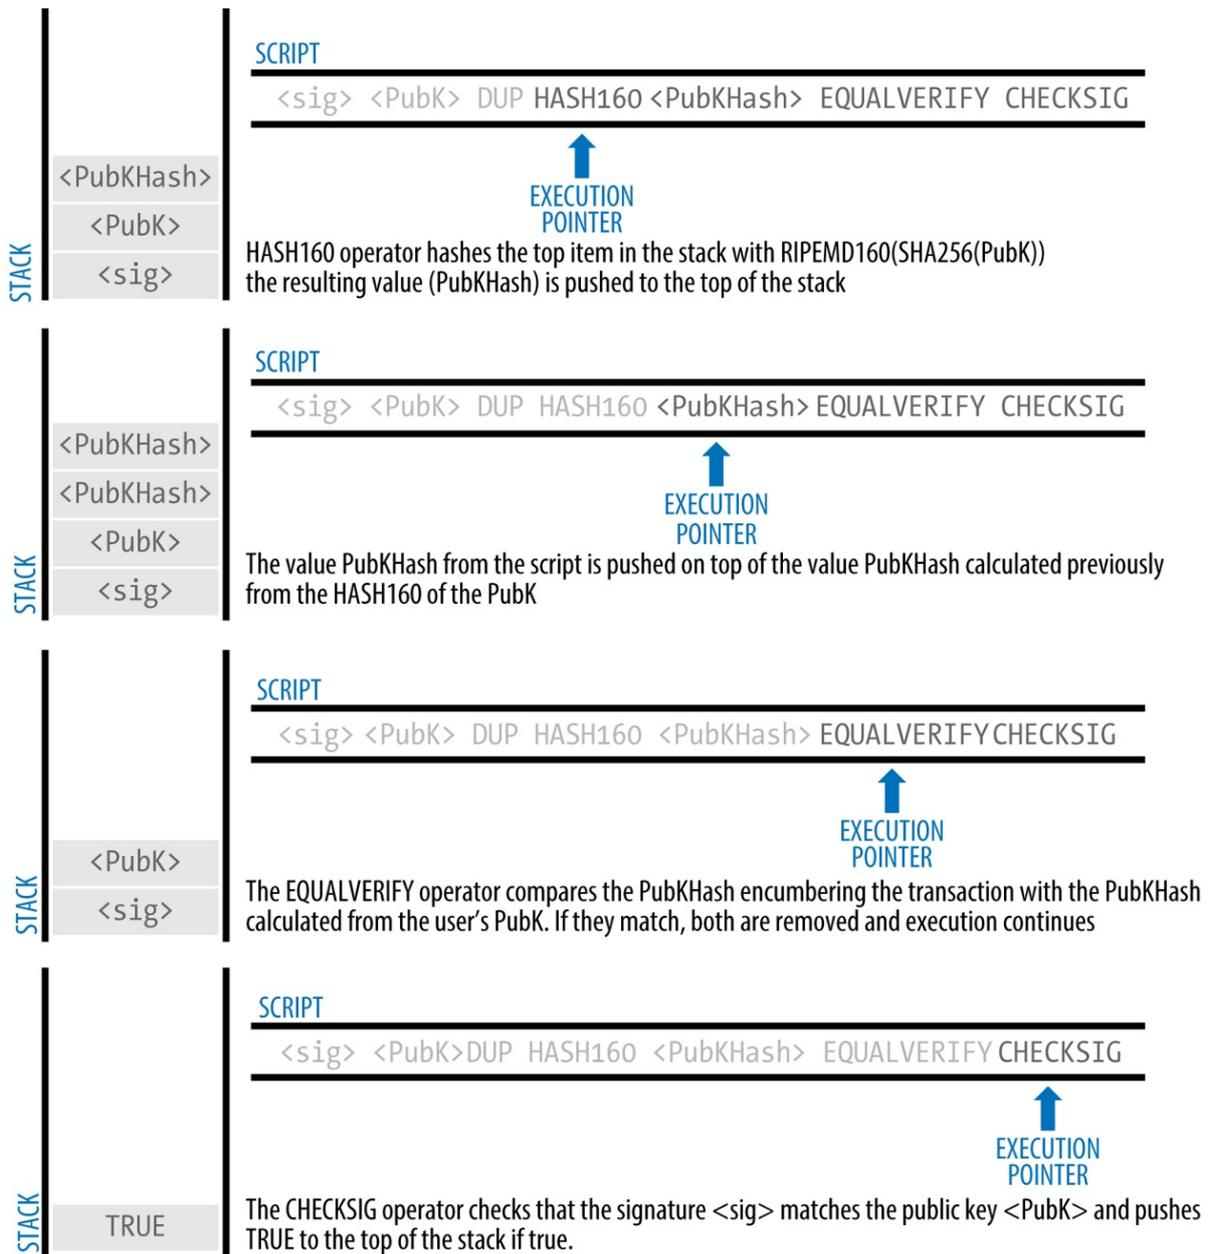 SCRIPT
<sig> <PubK> DUP HASH160 <PubKHash> EQUALVERIFY CHECKSIG
EXECUTION
POINTER
<PubKHash>
<PubK>
<sig>
STACK
HASH160 operator hashes the top item in the stack with RIPEMD160(SHA256(PubK))
the resulting value (PubKHash) is pushed to the top of the stack
SCRIPT
<sig> <PubK> DUP HASH160 <PubKHash> EQUALVERIFY CHECKSIG
EXECUTION
POINTER
<PubKHash>
<PubKHash>
<PubK>
<sig>
STACK
The value PubKHash from the script is pushed on top of the value PubKHash calculated previously
from the HASH160 of the PubK
SCRIPT
<sig> <PubK> DUP HASH160 <PubKHash> EQUALVERIFY CHECKSIG
EXECUTION
POINTER
<PubK>
<sig>
STACK
The EQUALVERIFY operator compares the PubKHash encumbering the transaction with the PubKHash
calculated from the user's PubK. If they match, both are removed and execution continues
SCRIPT
<sig> <PubK> DUP HASH160 <PubKHash> EQUALVERIFY CHECKSIG
EXECUTION
POINTER
TRUE
STACK
The CHECKSIG operator checks that the signature <sig> matches the public key <PubK> and pushes
TRUE to the top of the stack if true.